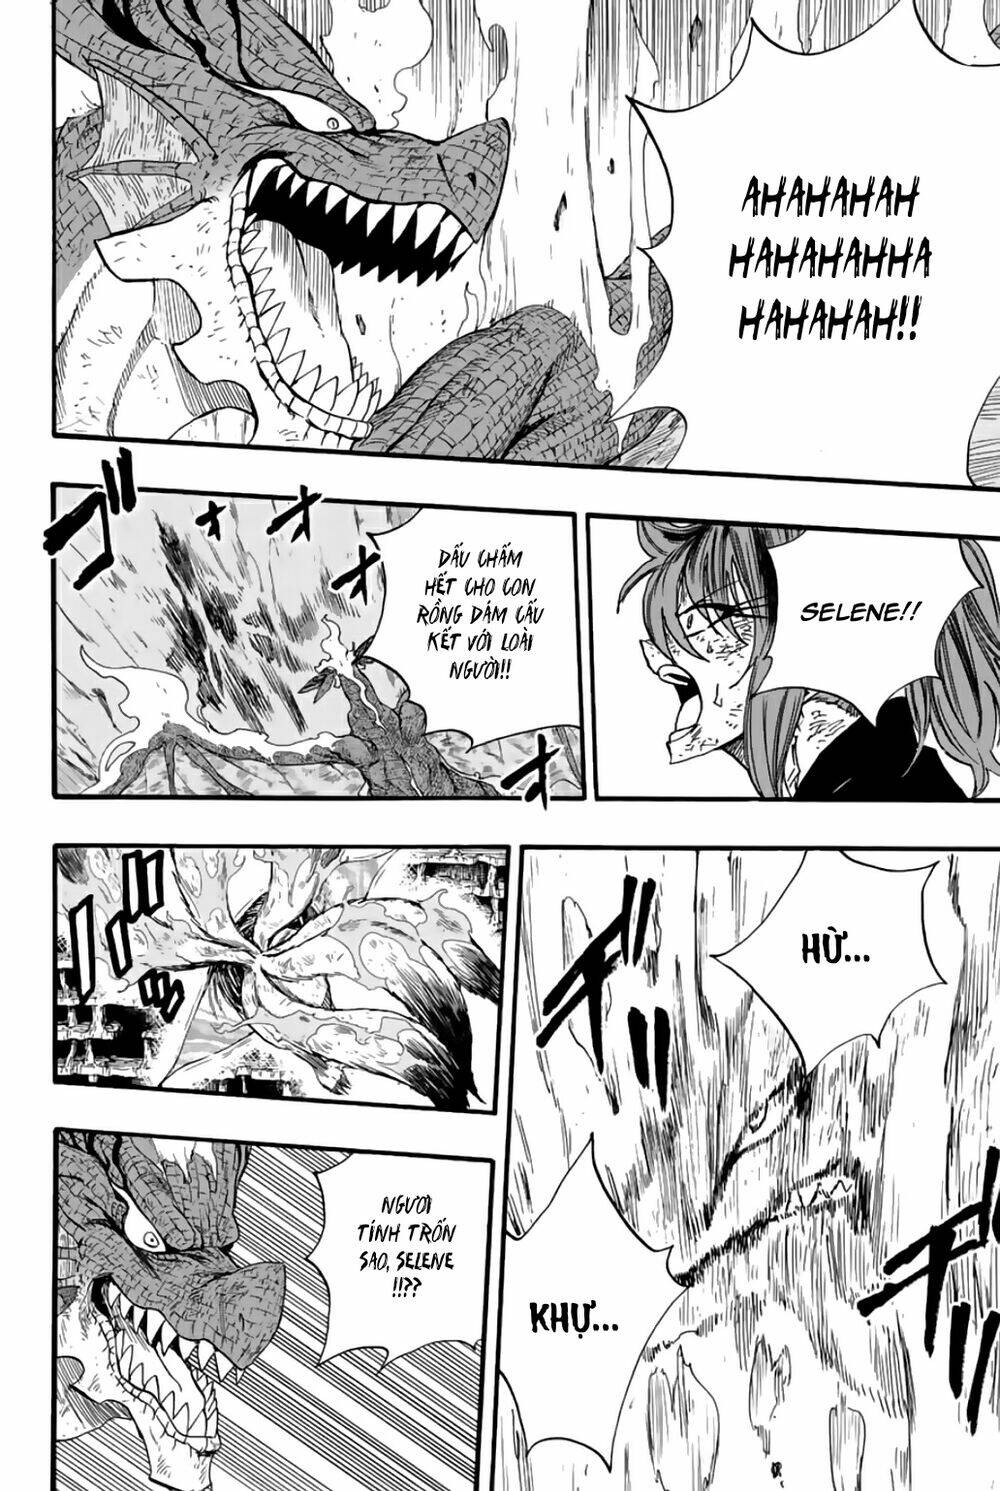 AHAHAHAH
HAHAHAHHA
HAHAHAH!!
SELENE!!
DẤU CHẤM
HẾT CHO CON
RỒNG DÁM CẤU
KẾT VỚI LOÀI
NGƯỜI!!
HỪ...
KHỰ...
NGƯƠI
TÍNH TRỐN
SAO, SELENE
!!??